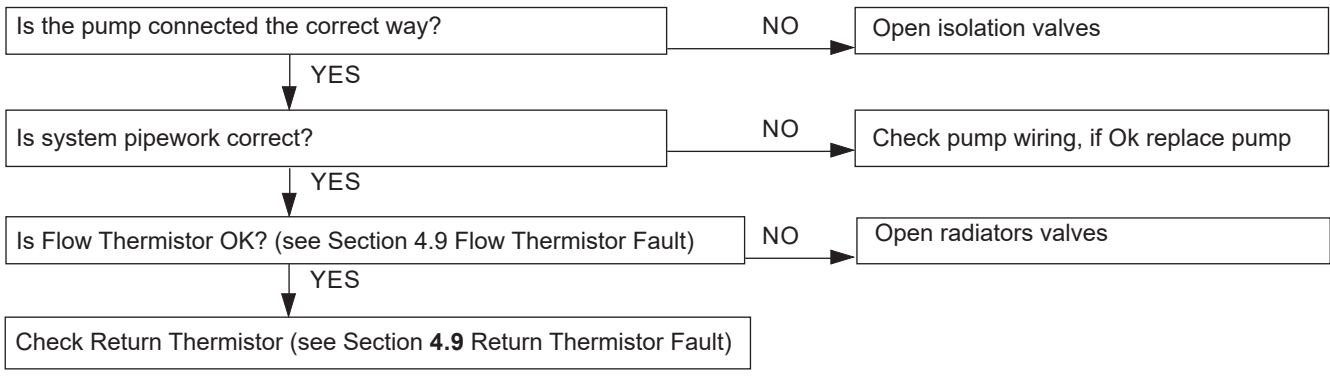 Is the pump connected the correct way?
NO
Open isolation valves
YES
Is system pipework correct?
NO
Check pump wiring, if Ok replace pump
YES
Is Flow Thermistor OK? (see Section 4.9 Flow Thermistor Fault)
NO
Open radiators valves
YES
Check Return Thermistor (see Section 4.9 Return Thermistor Fault)